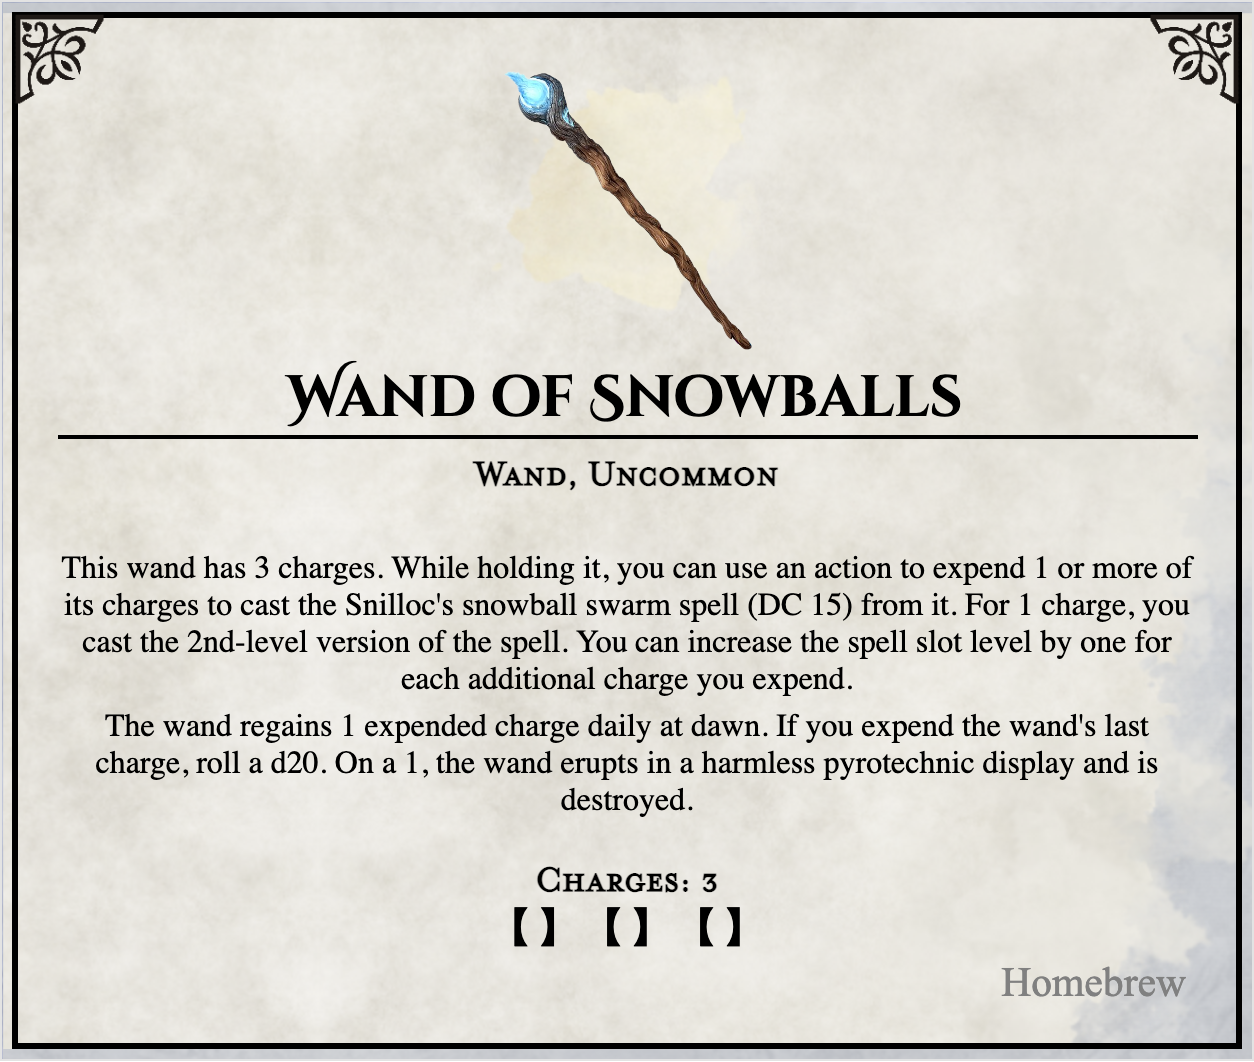 Wand of Snowballs
Wand, Uncommon
This wand has 3 charges. While holding it, you can use an action to expend 1 or more of
its charges to cast the Snilloc's snowball swarm spell (DC 15) from it. For 1 charge, you
cast the 2nd-level version of the spell. You can increase the spell slot level by one for
each additional charge you expend.
The wand regains 1 expended charge daily at dawn. If you expend the wand's last
charge, roll a d20. On a 1, the wand erupts in a harmless pyrotechnic display and is
destroyed.
Charges: 3
【】 【】 【】
Homebrew